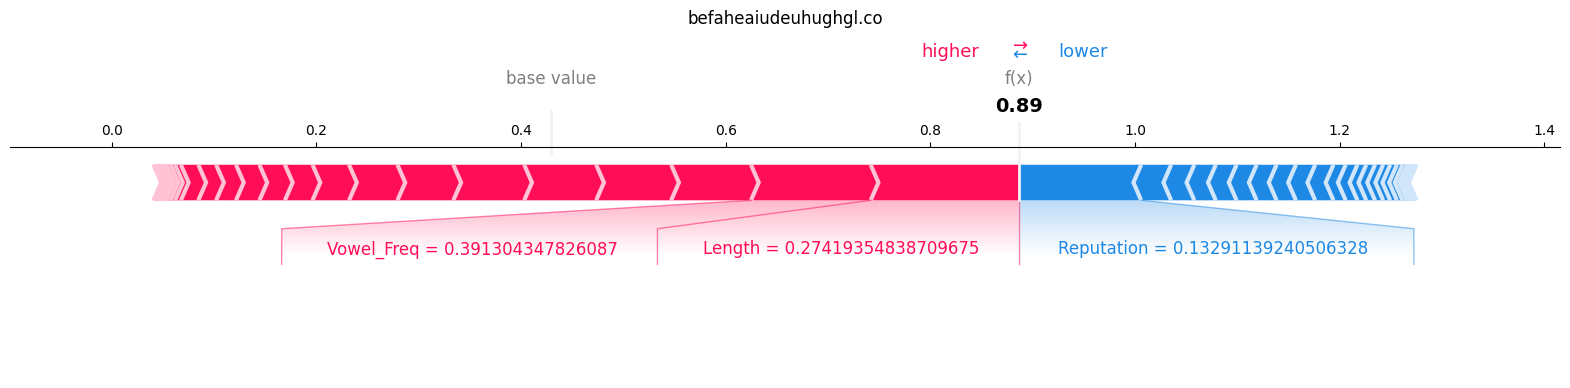 befaheaiudeuhughgl.co
higher ⇄ lower
base value f(x)
0.89
0.0 0.2 0.4 0.6 0.8 1.0 1.2 1.4
Vowel_Freq = 0.391304347826087 Length = 0.27419354838709675 Reputation = 0.13291139240506328